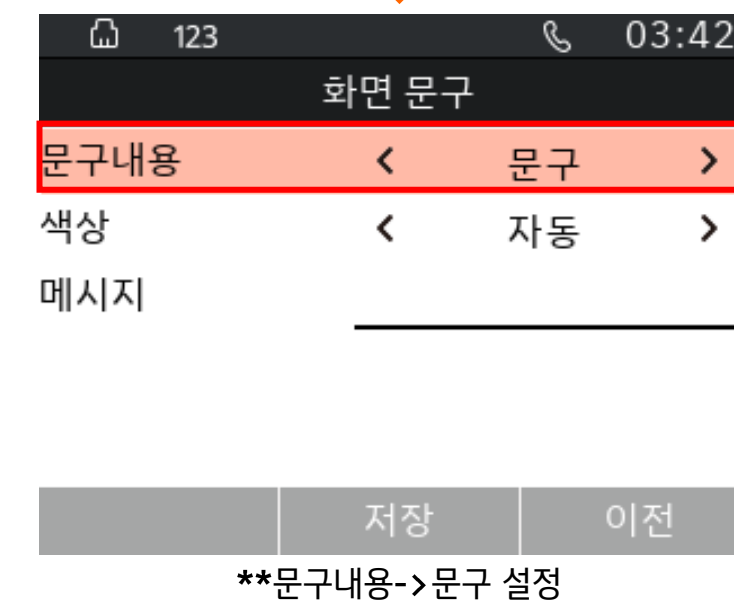 123 03:42
화면 문구
문구내용 < 문구 >
색상 < 자동 >
메시지
저장 이전
**문구내용->문구 설정